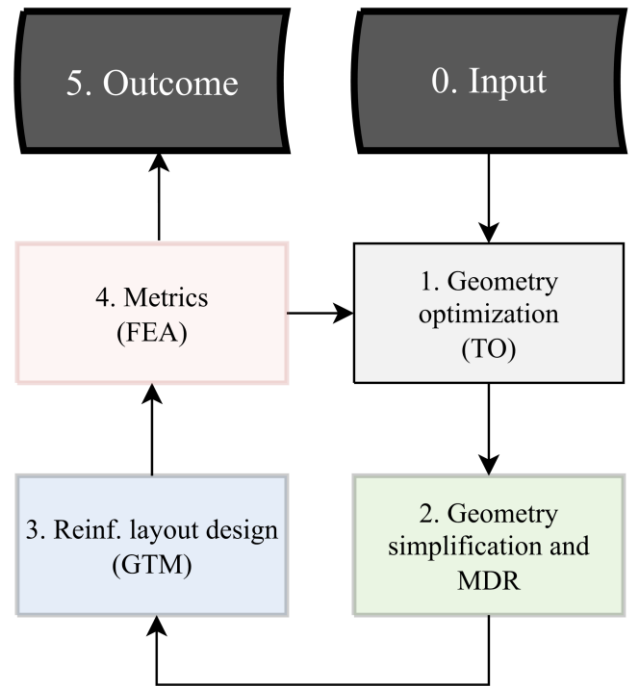 5. Outcome
0. Input
4. Metrics
(FEA)
1. Geometry
optimization
(TO)
3. Reinf. layout design
(GTM)
2. Geometry
simplification and
MDR